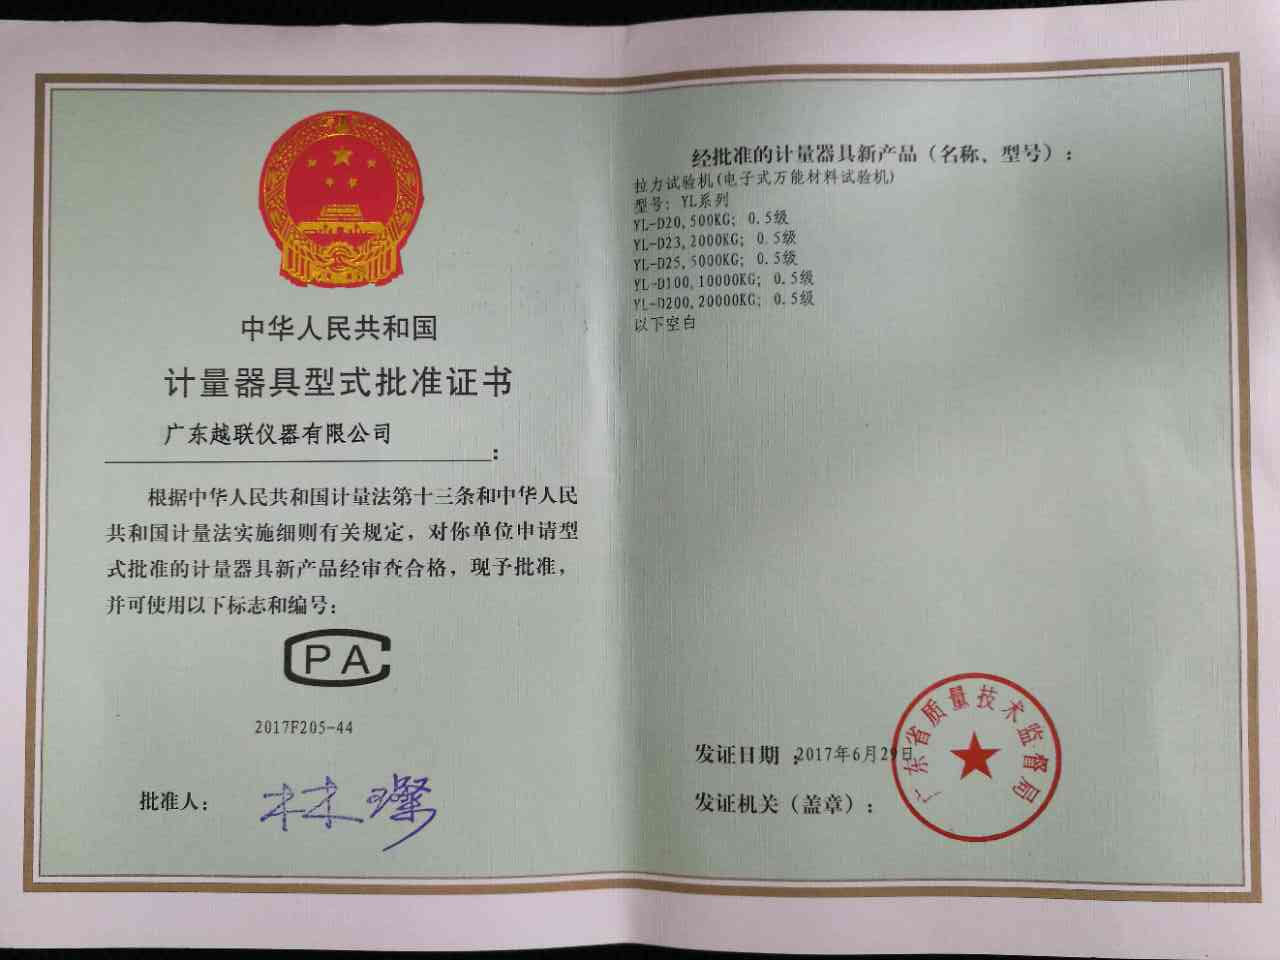 中华人民共和国
计量器具型式批准证书
广东越联仪器有限公司
:
根据中华人民共和国计量法第十三条和中华人民
共和国计量法实施细则有关规定，对你单位申请型
式批准的计量器具新产品经审查合格，现予批准，
并可使用以下标志和编号：
CPA
2017F205-44
批准人：
林璨
经批准的计量器具新产品（名称、型号）：
拉力试验机(电子式万能材料试验机)
型号：YL系列
YL-D20,500KG; 0.5级
YL-D23,2000KG; 0.5级
YL-D25,5000KG; 0.5级
YL-D100,10000KG; 0.5级
YL-D200,20000KG; 0.5级
以下空白
发证日期：2017年6月29日
发证机关（盖章）：
广东省质量技术监督局